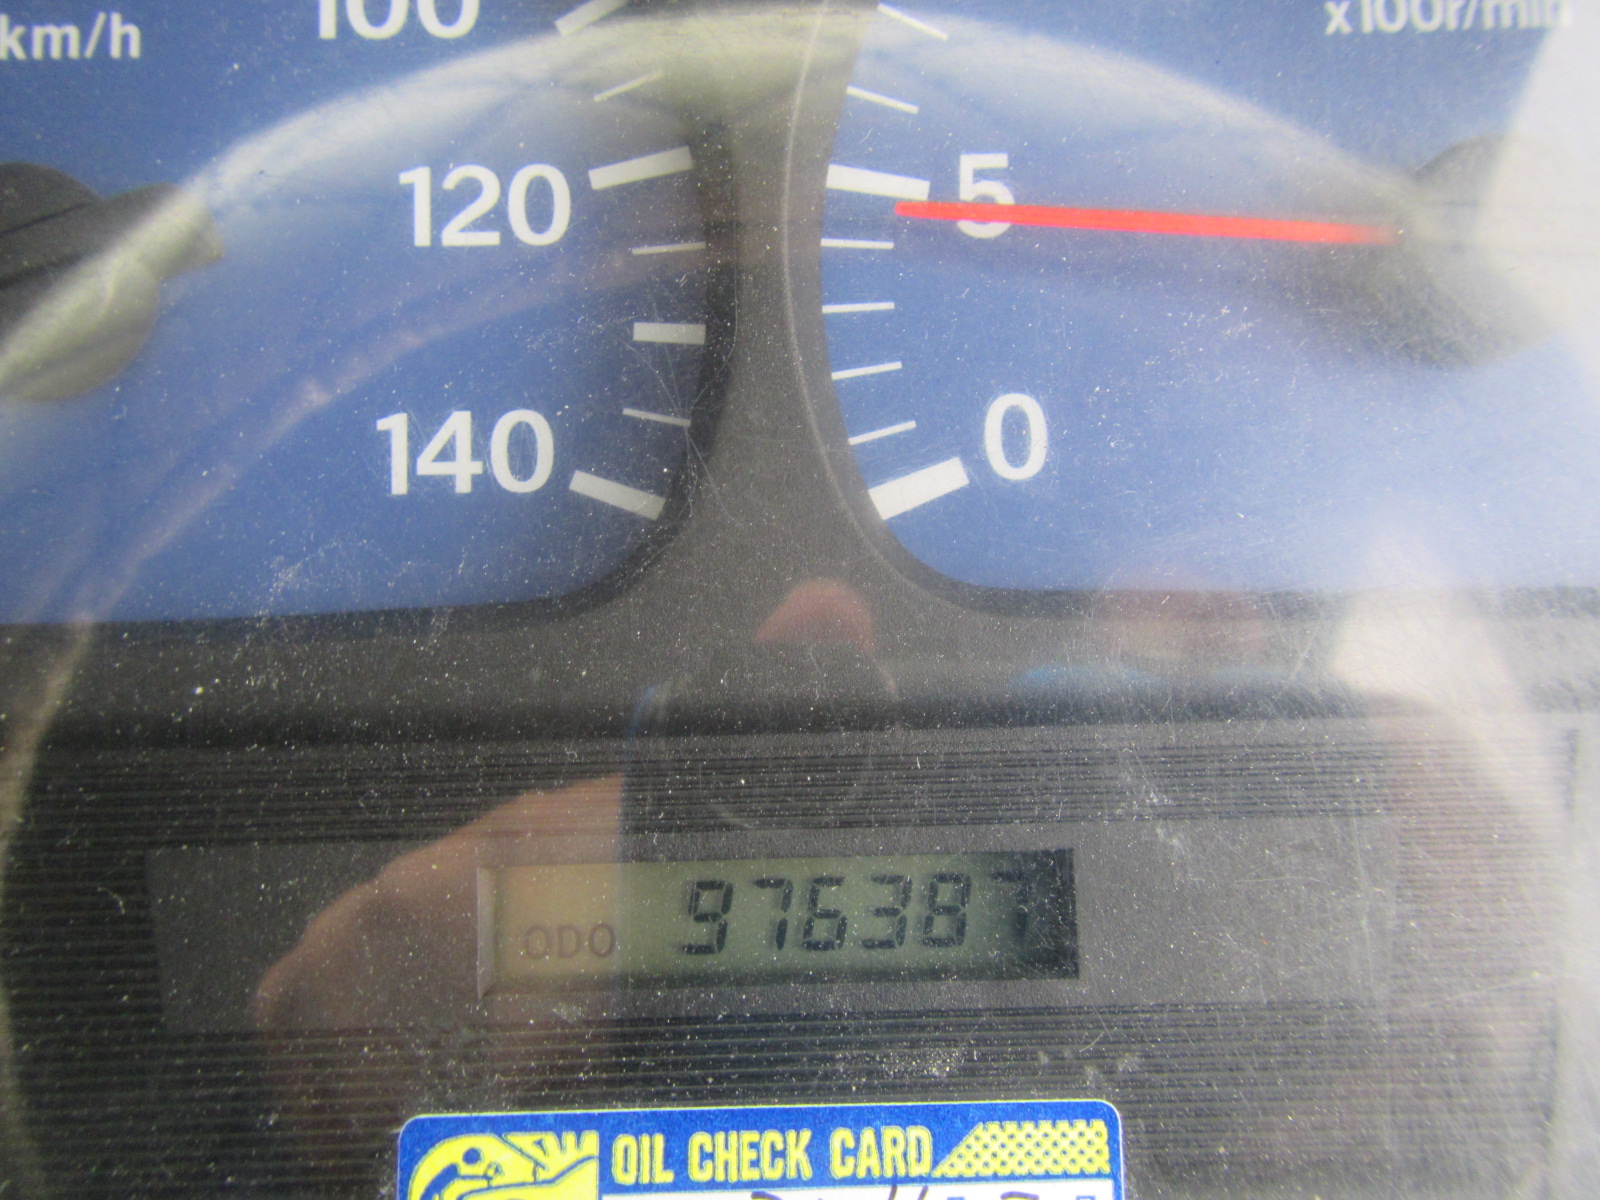 100
km/h
x100r/min
120
5
140
0
ODO 976387
OIL CHECK CARD